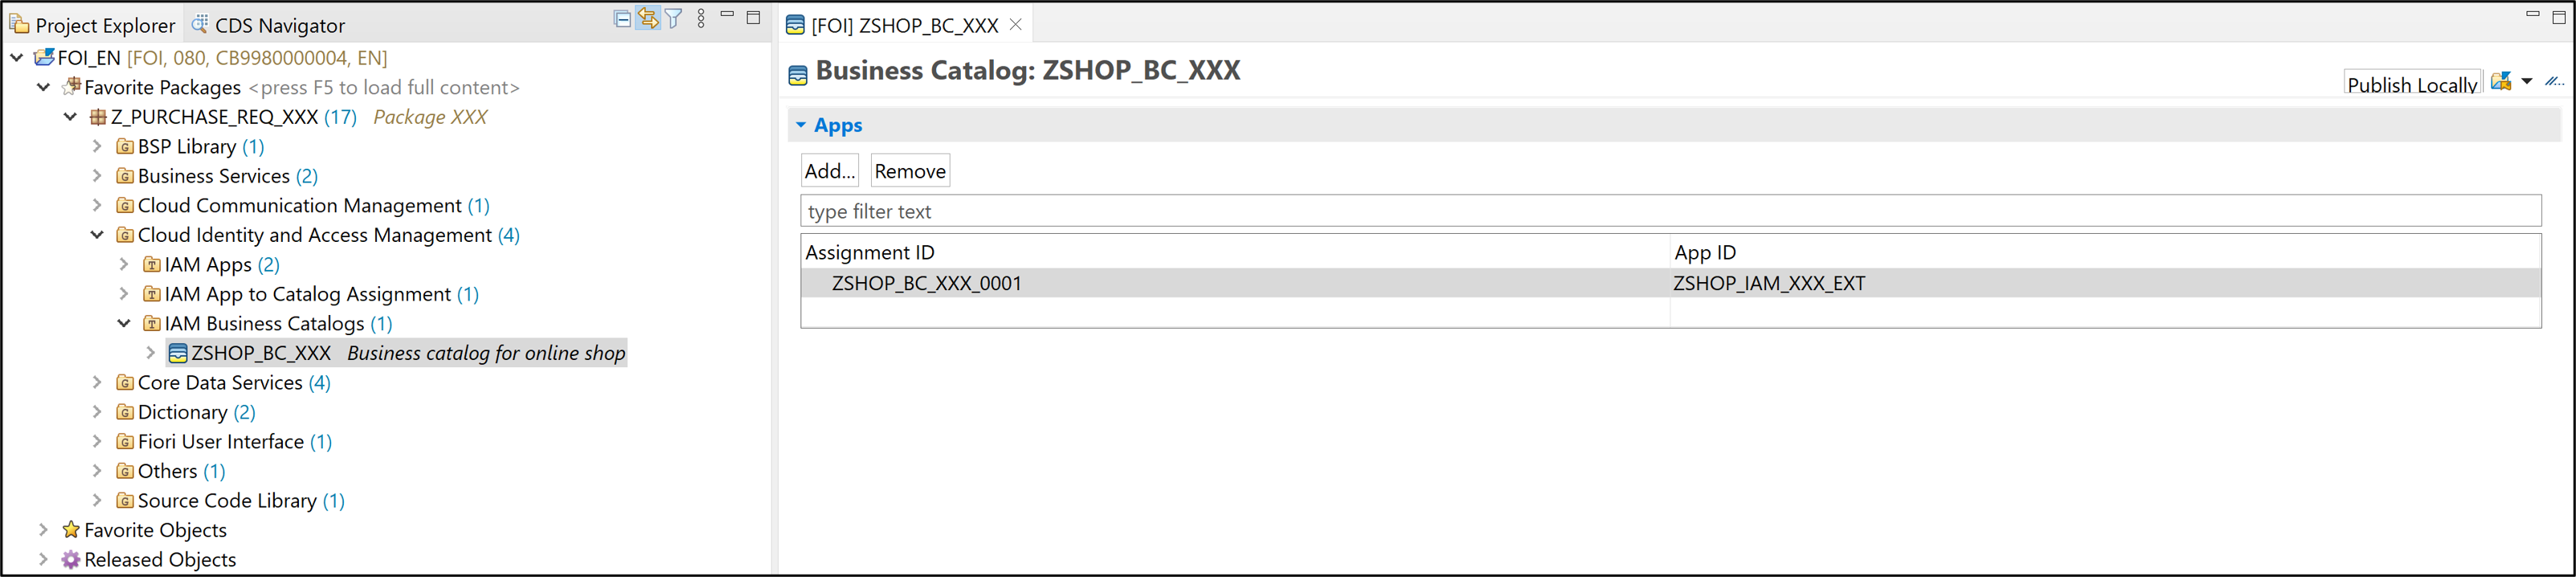 Project Explorer
CDS Navigator
FOI_EN [FOI, 080, CB9980000004, EN]
Favorite Packages <press F5 to load full content>
Z_PURCHASE_REQ_XXX (17) Package XXX
BSP Library (1)
Business Services (2)
Cloud Communication Management (1)
Cloud Identity and Access Management (4)
IAM Apps (2)
IAM App to Catalog Assignment (1)
IAM Business Catalogs (1)
ZSHOP_BC_XXX Business catalog for online shop
Core Data Services (4)
Dictionary (2)
Fiori User Interface (1)
Others (1)
Source Code Library (1)
Favorite Objects
Released Objects
[FOI] ZSHOP_BC_XXX
Business Catalog: ZSHOP_BC_XXX
Publish Locally
Apps
Add... Remove
type filter text
Assignment ID App ID
ZSHOP_BC_XXX_0001 ZSHOP_IAM_XXX_EXT